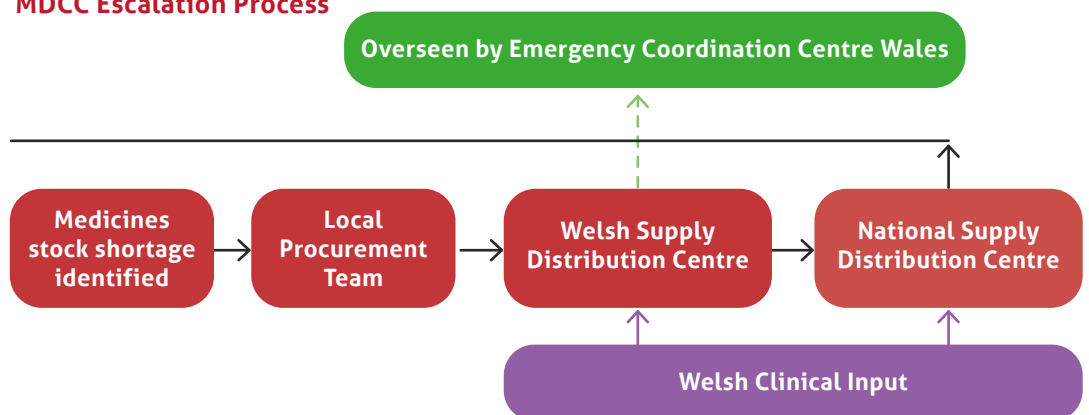 MDCC Escalation Process
Overseen by Emergency Coordination Centre Wales
Medicines
stock shortage
identified
Local
Procurement
Team
Welsh Supply
Distribution Centre
National Supply
Distribution Centre
Welsh Clinical Input